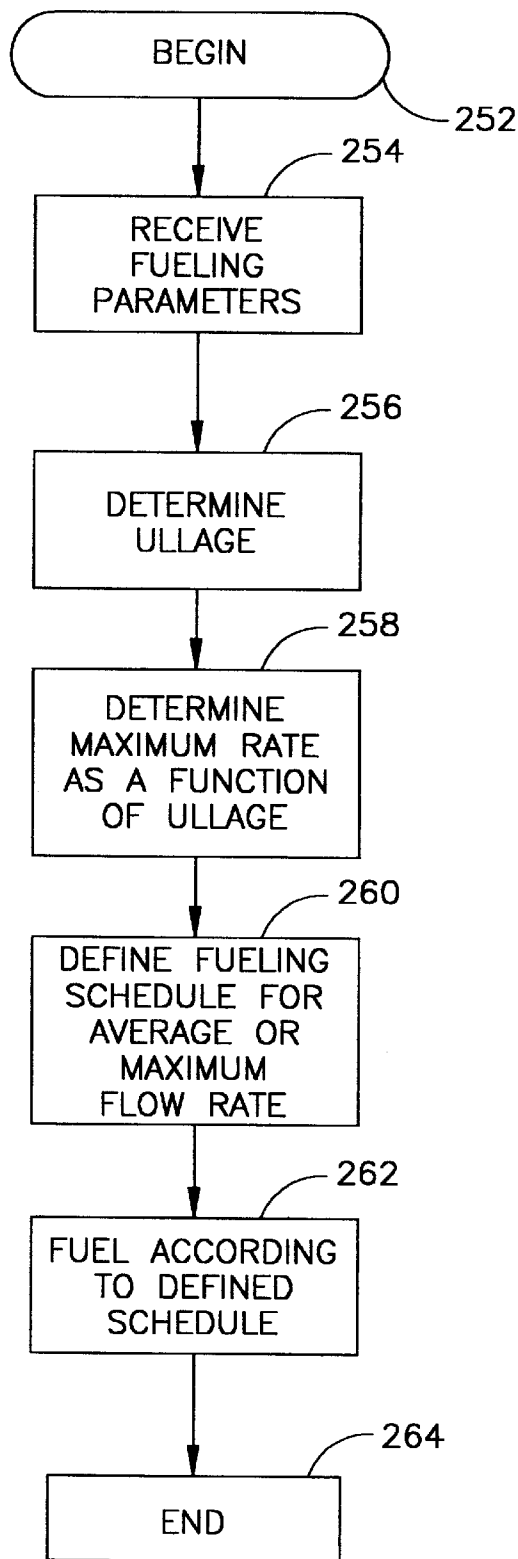 BEGIN
252
254
RECEIVE
FUELING
PARAMETERS
256
DETERMINE
ULLAGE
258
DETERMINE
MAXIMUM RATE
AS A FUNCTION
OF ULLAGE
260
DEFINE FUELING
SCHEDULE FOR
AVERAGE OR
MAXIMUM
FLOW RATE
262
FUEL ACCORDING
TO DEFINED
SCHEDULE
264
END